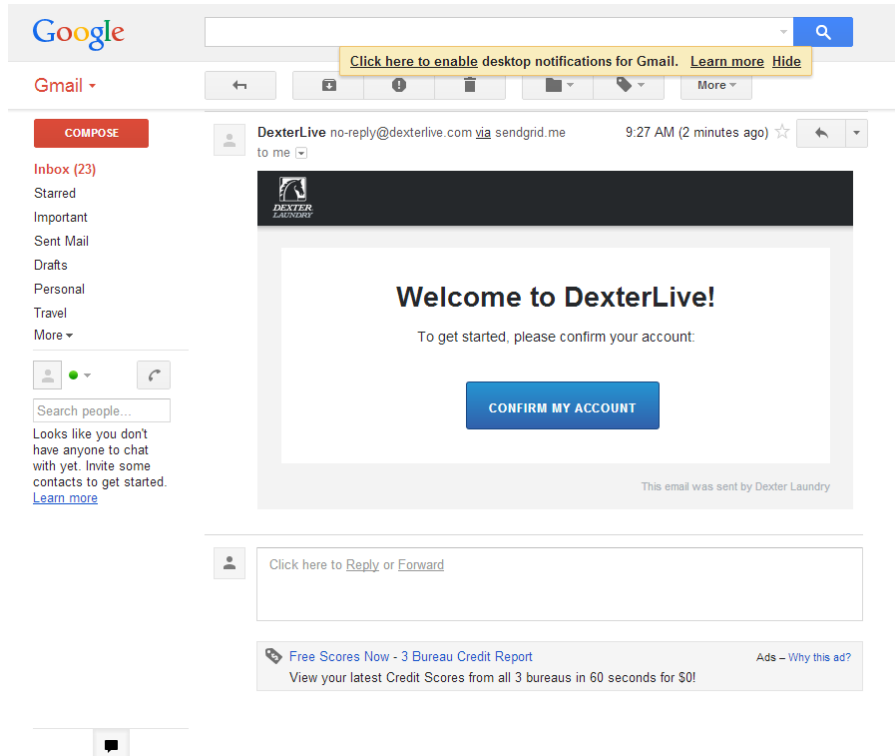 Google
Click here to enable desktop notifications for Gmail. Learn more Hide
Gmail
More
COMPOSE
Inbox (23)
Starred
Important
Sent Mail
Drafts
Personal
Travel
More
Search people...
Looks like you don't
have anyone to chat
with yet. Invite some
contacts to get started.
Learn more
DexterLive no-reply@dexterlive.com via sendgrid.me 9:27 AM (2 minutes ago)
to me
DEXTER
LAUNDRY
Welcome to DexterLive!
To get started, please confirm your account:
CONFIRM MY ACCOUNT
This email was sent by Dexter Laundry
Click here to Reply or Forward
Free Scores Now - 3 Bureau Credit Report Ads – Why this ad?
View your latest Credit Scores from all 3 bureaus in 60 seconds for $0!